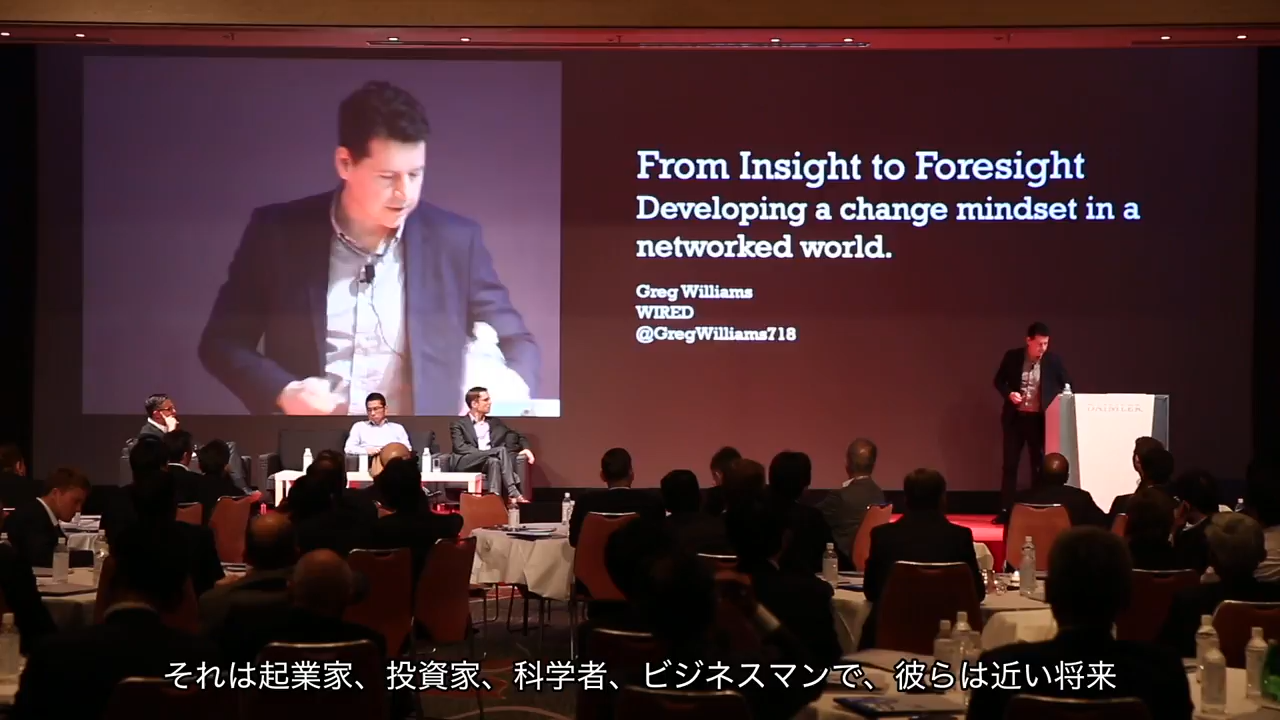 From Insight to Foresight
Developing a change mindset in a
networked world.
Greg Williams
WIRED
@GregWilliams718
DAIMLER
それは起業家、投資家、科学者、ビジネスマンで、彼らは近い将来